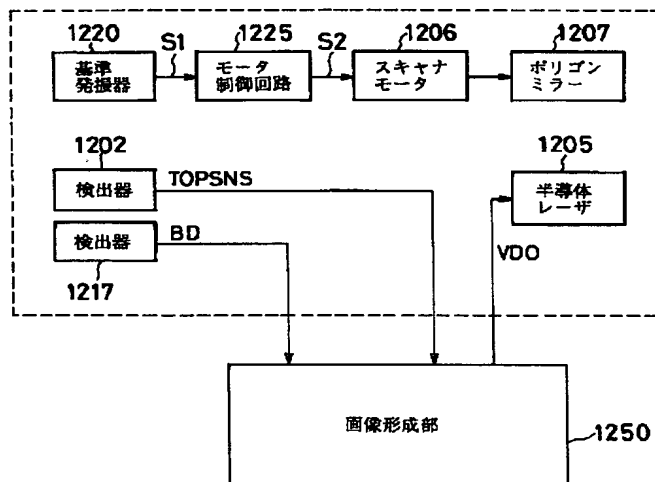 1220
S1
1225
S2
1206
1207
基準
発振器
モータ
制御回路
スキャナ
モータ
ポリゴン
ミラー
1202
検出器
TOPSNS
1205
半導体
レーザ
検出器
BD
1217
VDO
画像形成部
1250